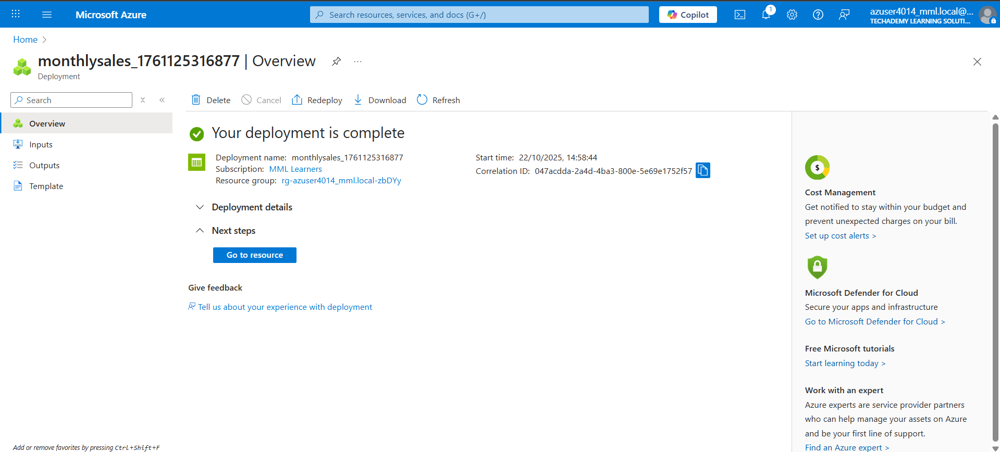 Microsoft Azure
Search resources, services, and docs (G+/)
Copilot
1
azuser4014_mml.local@...
TECHADEMY LEARNING SOLUTI...
Home
monthlysales_1761125316877 | Overview
...
Deployment
Search
Delete
Cancel
Redeploy
Download
Refresh
Overview
Inputs
Outputs
Template
Your deployment is complete
Deployment name: monthlysales_1761125316877
Subscription: MML Learners
Resource group: rg-azuser4014_mml.local-zbDYy
Start time: 22/10/2025, 14:58:44
Correlation ID: 047acdda-2a4d-4ba3-800e-5e69e1752f57
Deployment details
Next steps
Go to resource
Give feedback
Tell us about your experience with deployment
$
Cost Management
Get notified to stay within your budget and
prevent unexpected charges on your bill.
Set up cost alerts >
Microsoft Defender for Cloud
Secure your apps and infrastructure
Go to Microsoft Defender for Cloud >
Free Microsoft tutorials
Start learning today >
Work with an expert
Azure experts are service provider partners
who can help manage your assets on Azure
and be your first line of support.
Find an Azure expert >
Add or remove favorites by pressing Ctrl+Shift+F